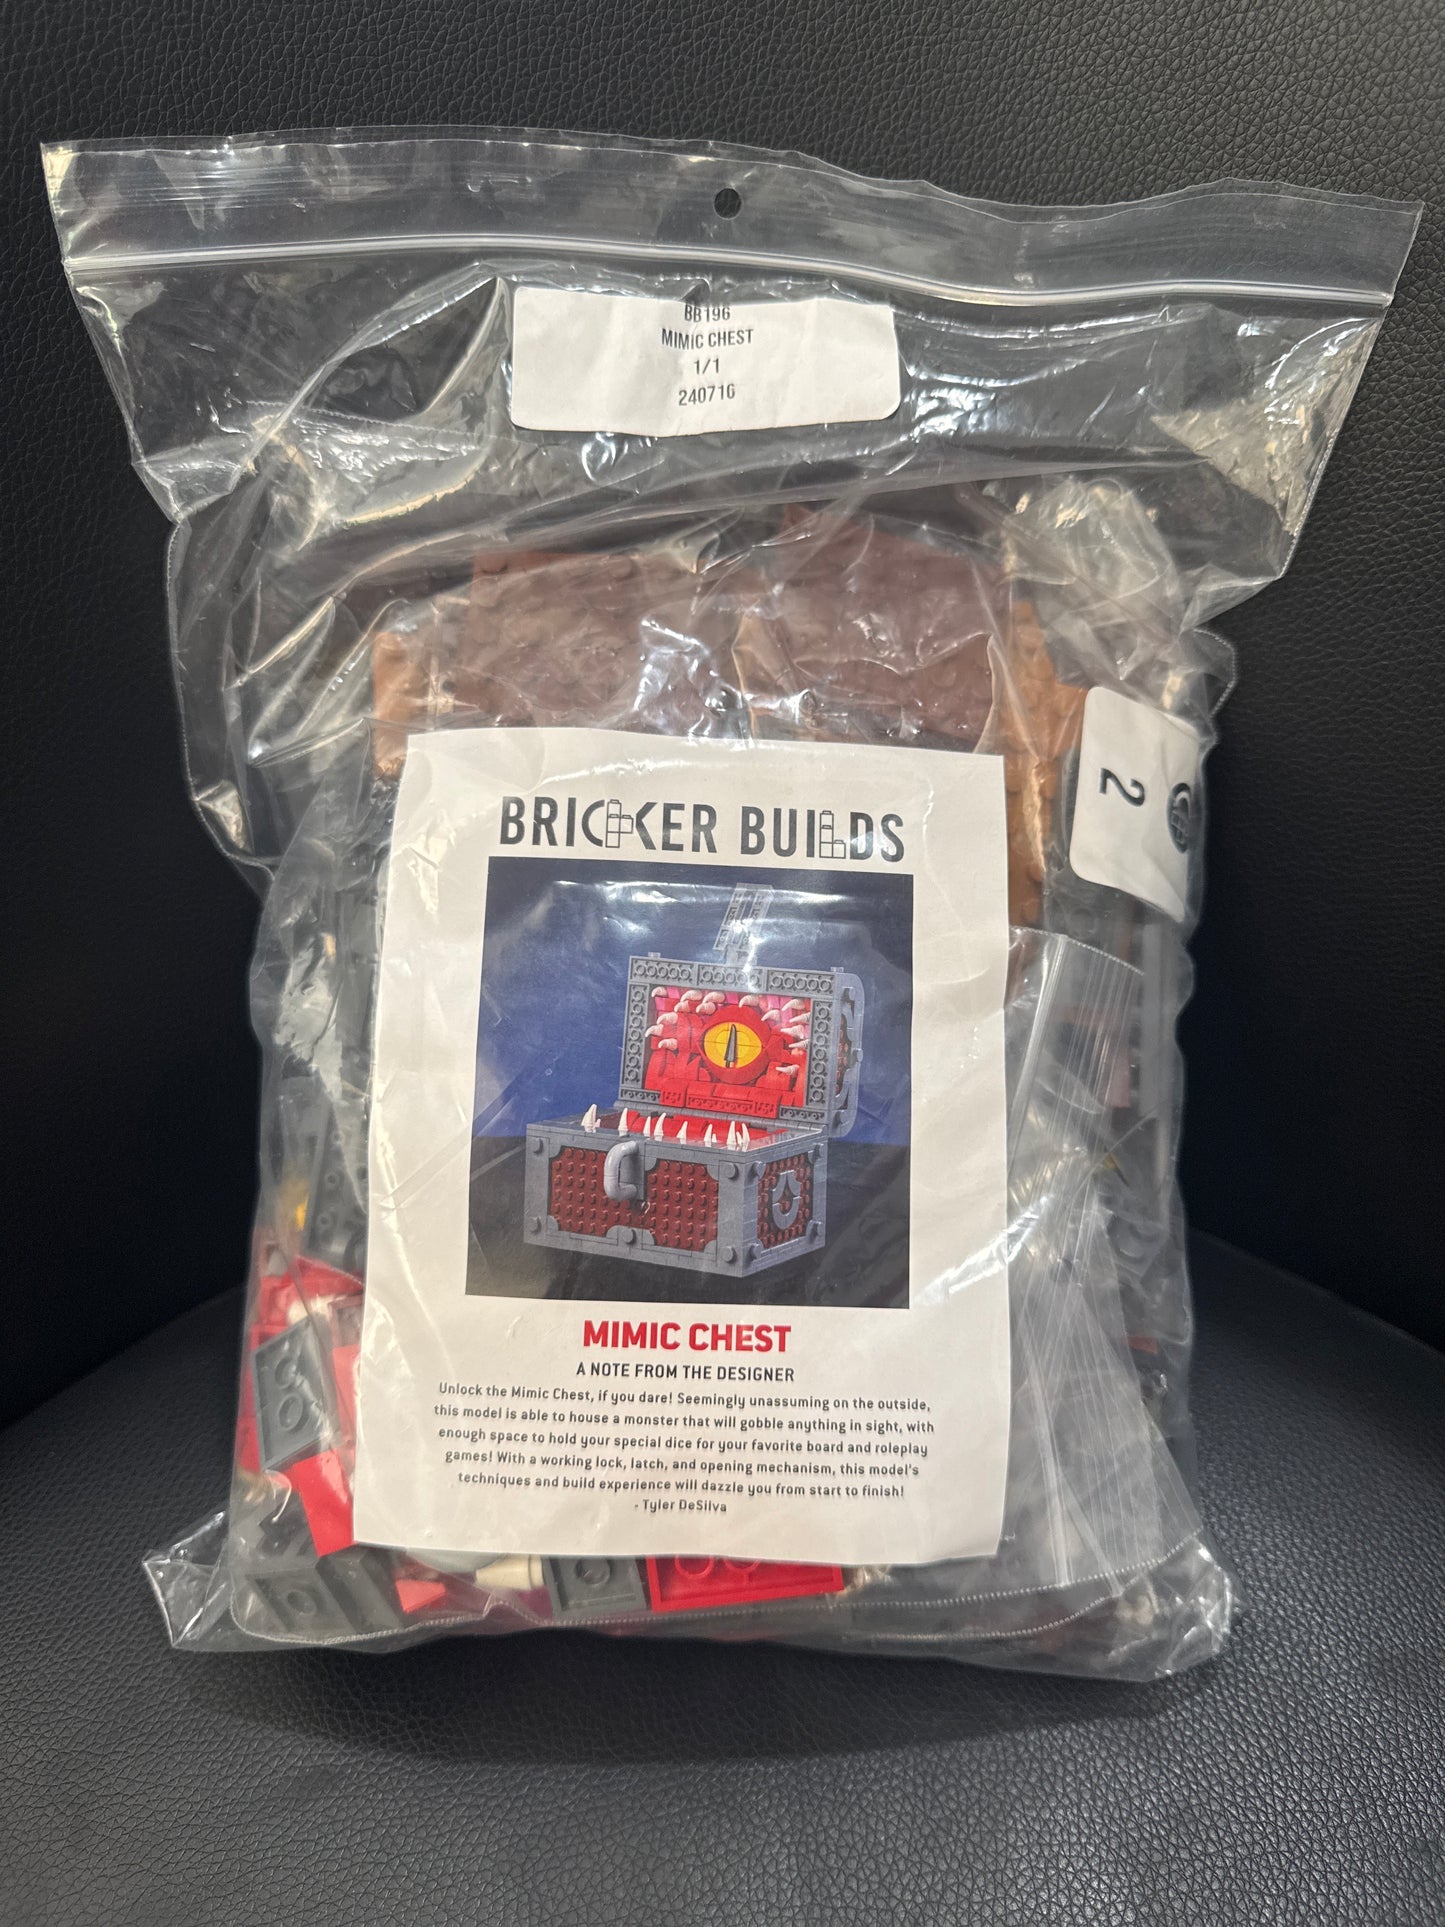 BB196
MIMIC CHEST
1/1
240716
2
BRICKER BUILDS
MIMIC CHEST
A NOTE FROM THE DESIGNER
Unlock the Mimic Chest, if you dare! Seemingly unassuming on the outside,
this model is able to house a monster that will gobble anything in sight, with
enough space to hold your special dice for your favorite board and roleplay
games! With a working lock, latch, and opening mechanism, this model's
techniques and build experience will dazzle you from start to finish!
- Tyler DeSilva